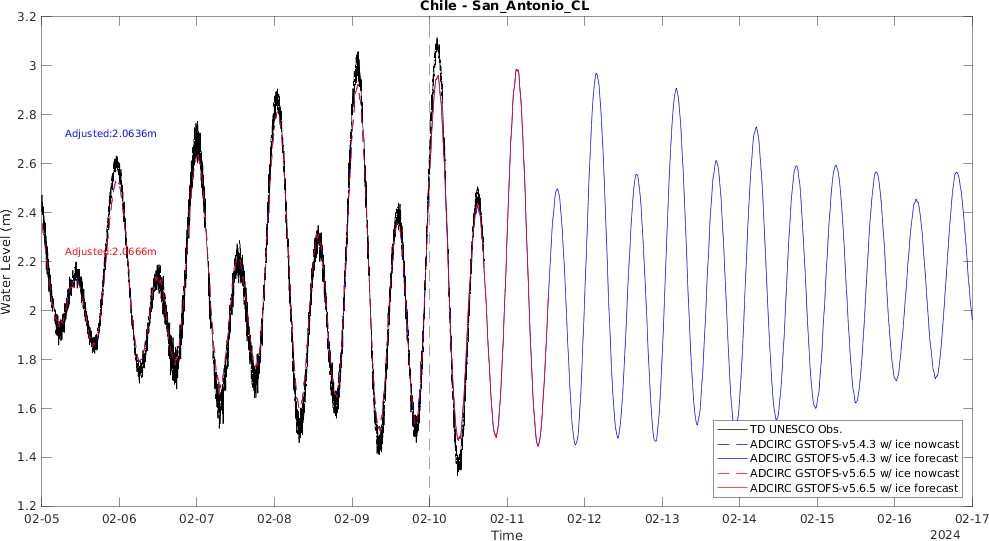 Chile - San_Antonio_CL
3.2
3
2.8
2.6
2.4
2.2
2
1.8
1.6
1.4
1.2
Water Level (m)
Adjusted:2.0636m
Adjusted:2.0666m
TD UNESCO Obs.
ADCIRC GSTOFS-v5.4.3 w/ ice nowcast
ADCIRC GSTOFS-v5.4.3 w/ ice forecast
ADCIRC GSTOFS-v5.6.5 w/ ice nowcast
ADCIRC GSTOFS-v5.6.5 w/ ice forecast
02-05 02-06 02-07 02-08 02-09 02-10 02-11 02-12 02-13 02-14 02-15 02-16 02-17
Time
2024